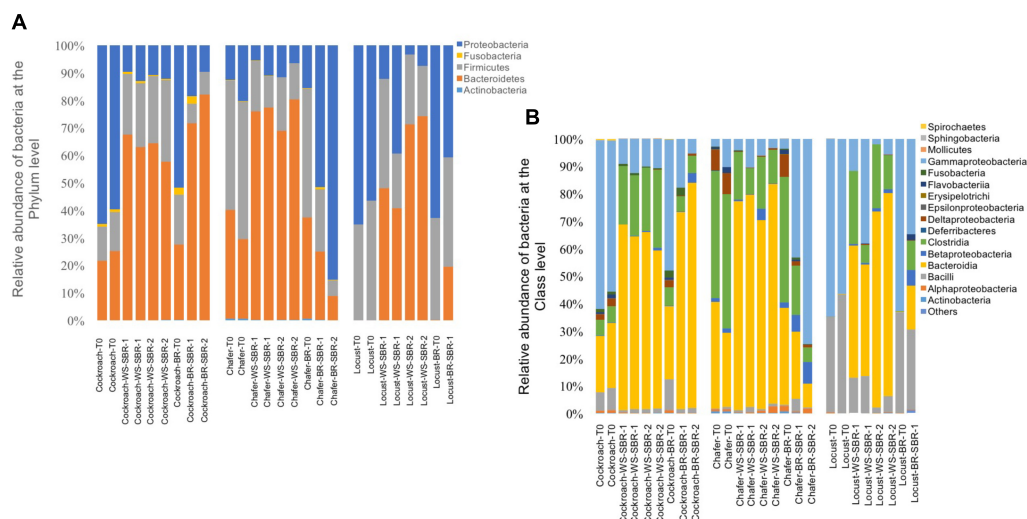 A
Relative abundance of bacteria at the
Phylum level
100%
90%
80%
70%
60%
50%
40%
30%
20%
10%
0%
Proteobacteria
Fusobacteria
Firmicutes
Bacteroidetes
Actinobacteria
Cockroach-T0
Cockroach-T0
Cockroach-WS-SBR-1
Cockroach-WS-SBR-1
Cockroach-WS-SBR-2
Cockroach-WS-SBR-2
Cockroach-BR-T0
Cockroach-BR-SBR-1
Cockroach-BR-SBR-2
Chafer-T0
Chafer-T0
Chafer-WS-SBR-1
Chafer-WS-SBR-1
Chafer-WS-SBR-2
Chafer-WS-SBR-2
Chafer-BR-T0
Chafer-BR-SBR-1
Chafer-BR-SBR-2
Locust-T0
Locust-T0
Locust-WS-SBR-1
Locust-WS-SBR-1
Locust-WS-SBR-2
Locust-WS-SBR-2
Locust-BR-T0
Locust-BR-SBR-1
B
Relative abundance of bacteria at the
Class level
100%
90%
80%
70%
60%
50%
40%
30%
20%
10%
0%
Spirochaetes
Sphingobacteria
Mollicutes
Gammaproteobacteria
Fusobacteria
Flavobacteriia
Erysipelotrichi
Epsilonproteobacteria
Deltaproteobacteria
Deferribacteres
Clostridia
Betaproteobacteria
Bacteroidia
Bacilli
Alphaproteobacteria
Actinobacteria
Others
Cockroach-T0
Cockroach-T0
Cockroach-WS-SBR-1
Cockroach-WS-SBR-1
Cockroach-WS-SBR-2
Cockroach-WS-SBR-2
Cockroach-BR-T0
Cockroach-BR-SBR-1
Cockroach-BR-SBR-2
Chafer-T0
Chafer-T0
Chafer-WS-SBR-1
Chafer-WS-SBR-1
Chafer-WS-SBR-2
Chafer-WS-SBR-2
Chafer-BR-T0
Chafer-BR-SBR-1
Chafer-BR-SBR-2
Locust-T0
Locust-T0
Locust-WS-SBR-1
Locust-WS-SBR-1
Locust-WS-SBR-2
Locust-WS-SBR-2
Locust-BR-T0
Locust-BR-SBR-1